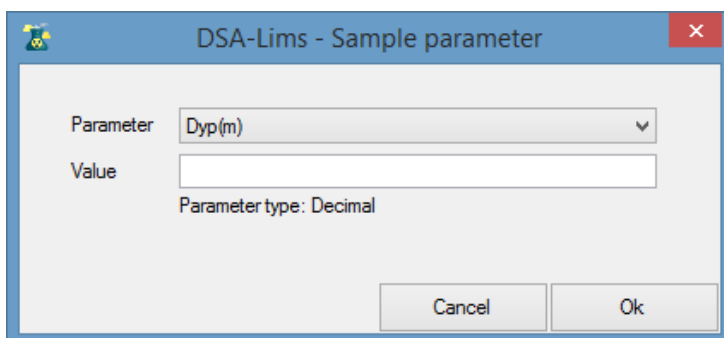 DSA-Lims - Sample parameter
Parameter Dyp(m)
Value
Parameter type: Decimal
Cancel Ok